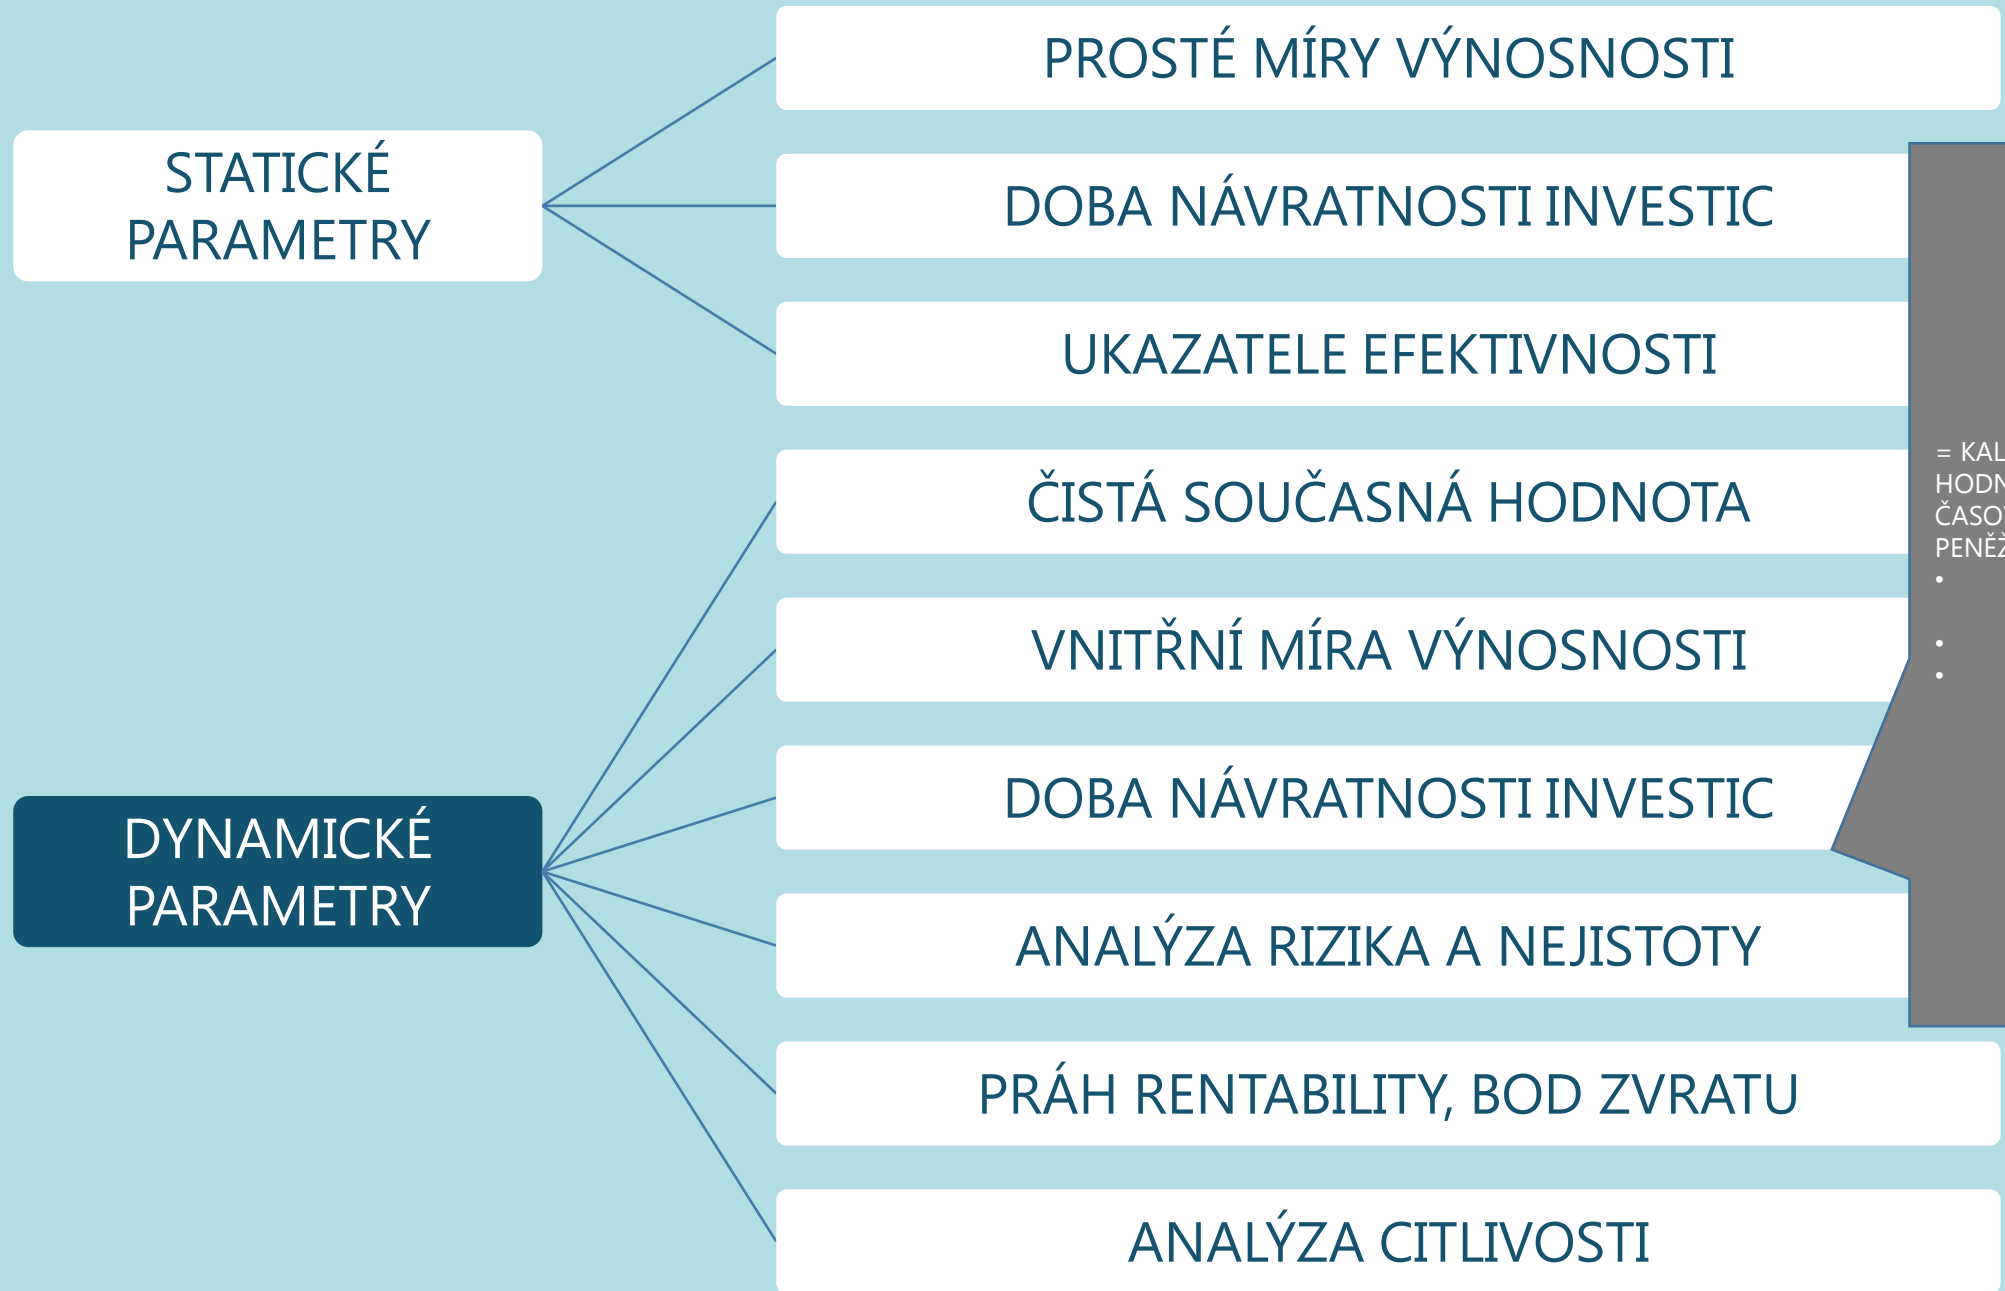 STATICKÉ
PARAMETRY
PROSTÉ MÍRY VÝNOSNOSTI
DOBA NÁVRATNOSTI INVESTIC
UKAZATELE EFEKTIVNOSTI
DYNAMICKÉ
PARAMETRY
ČISTÁ SOUČASNÁ HODNOTA
VNITŘNÍ MÍRA VÝNOSNOSTI
DOBA NÁVRATNOSTI INVESTIC
ANALÝZA RIZIKA A NEJISTOTY
PRÁH RENTABILITY, BOD ZVRATU
ANALÝZA CITLIVOSTI
= KAL